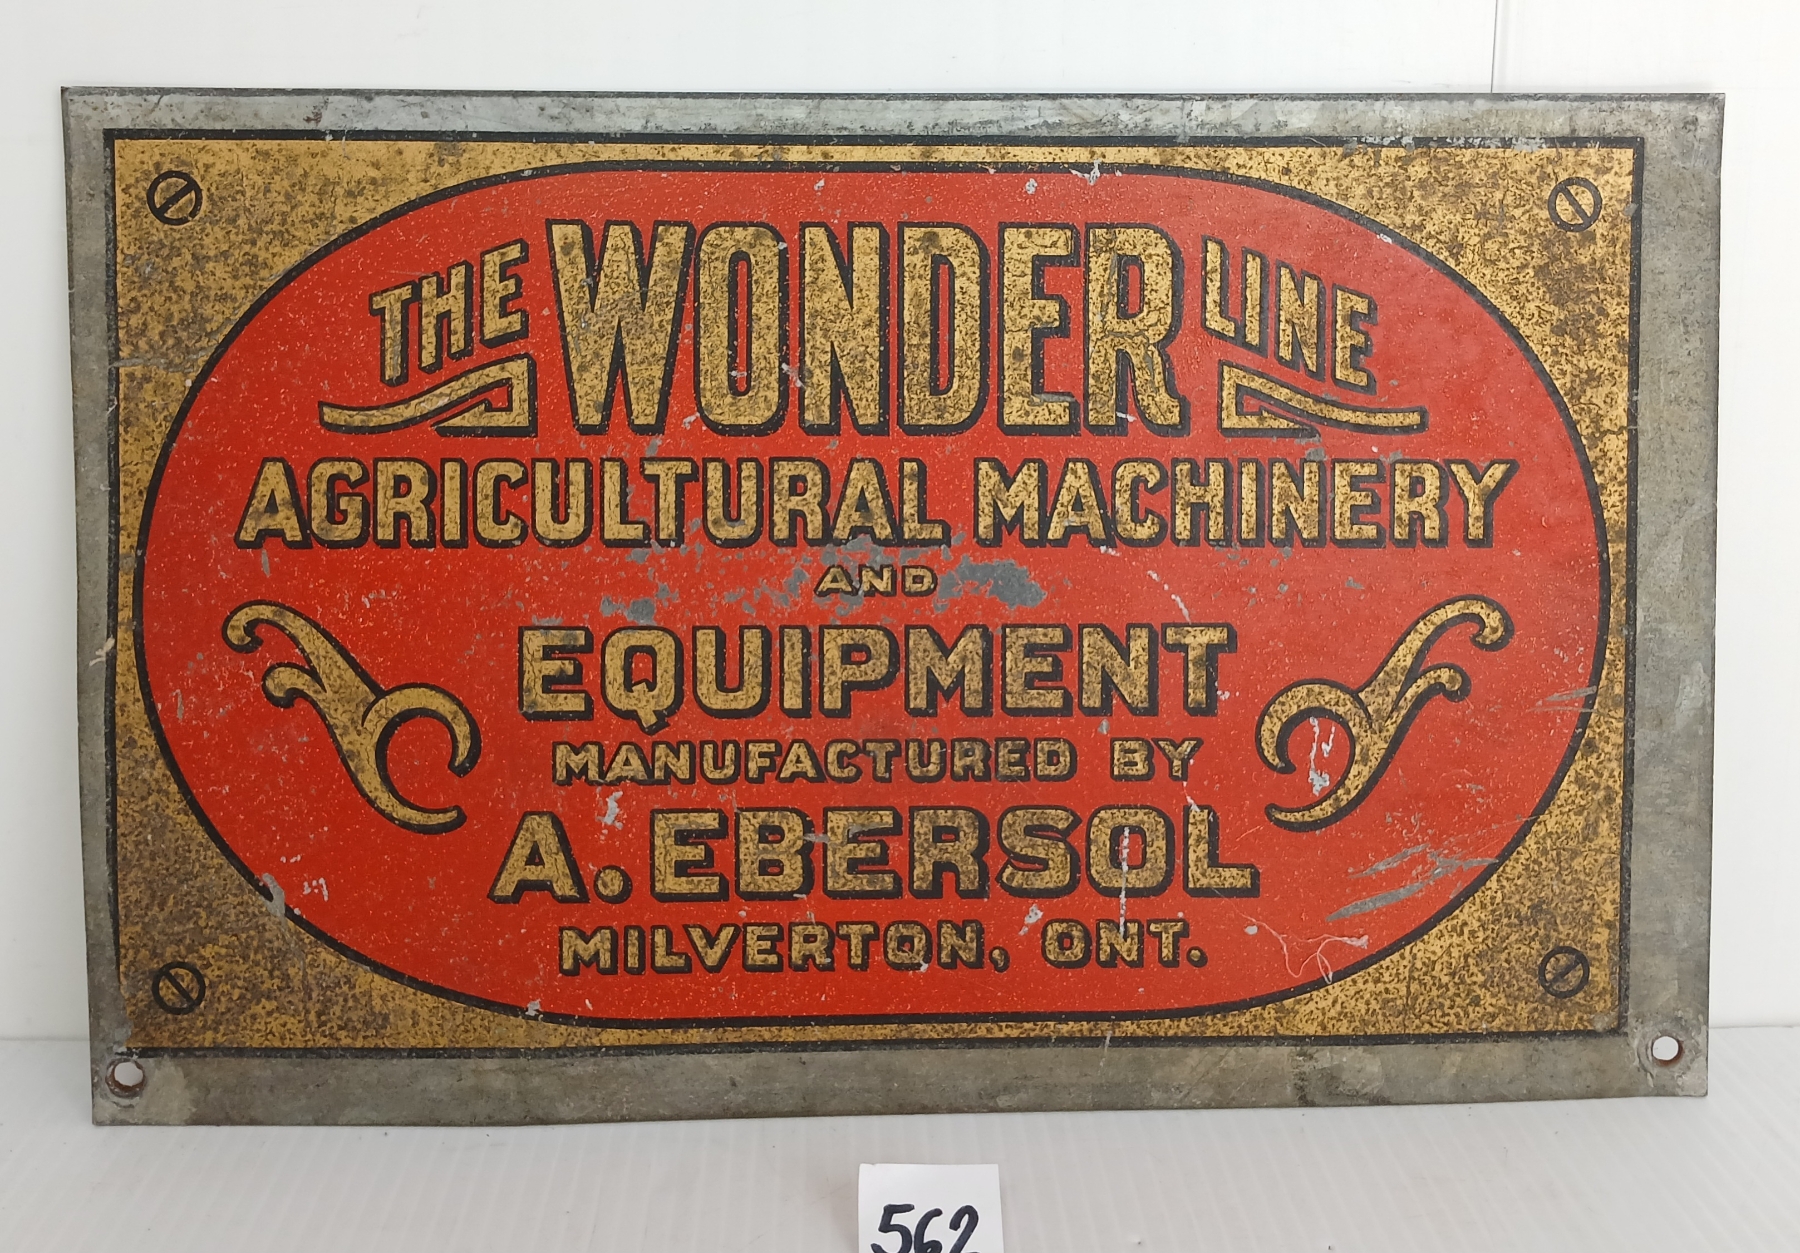 THE WONDER LINE
AGRICULTURAL MACHINERY
AND
EQUIPMENT
MANUFACTURED BY
A. EBERSOL
MILVERTON, ONT.
562